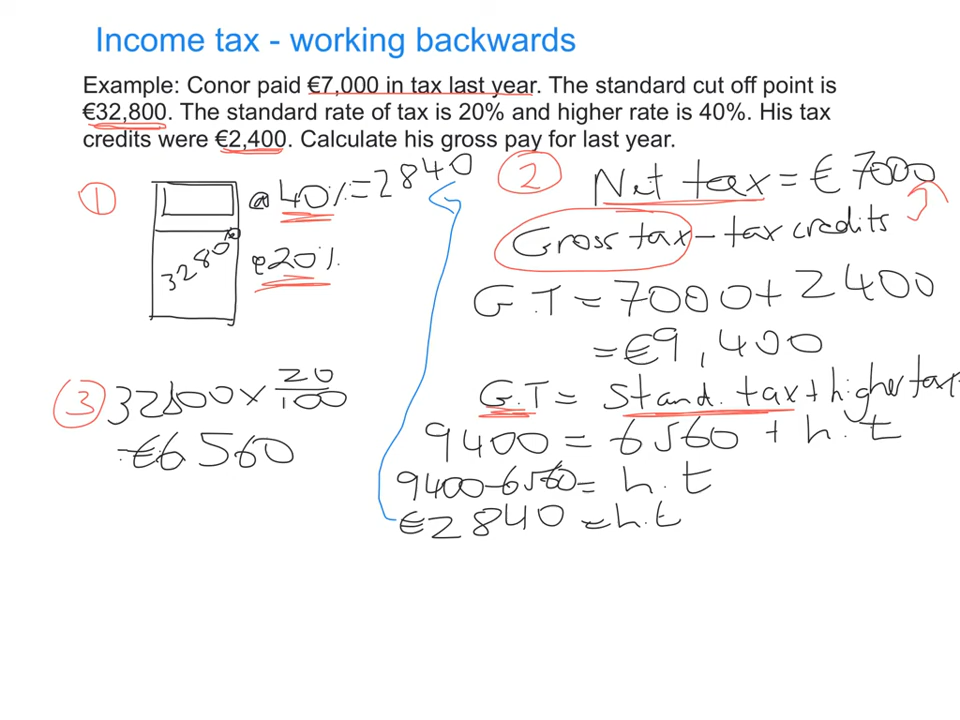 Income tax - working backwards
Example: Conor paid €7,000 in tax last year. The standard cut off point is
€32,800. The standard rate of tax is 20% and higher rate is 40%. His tax
credits were €2,400. Calculate his gross pay for last year.
① @ 40% = 2840
32800 @ 20%
② Net tax = € 7000
Gross tax - tax credits
G.T = 7000 + 2400
= €9,400
③ 32800 × 20/100
= €6560
G.T = Stand. tax + higher tax
9400 = 6560 + h.t
9400-6560 = h.t
€2840 = h.t